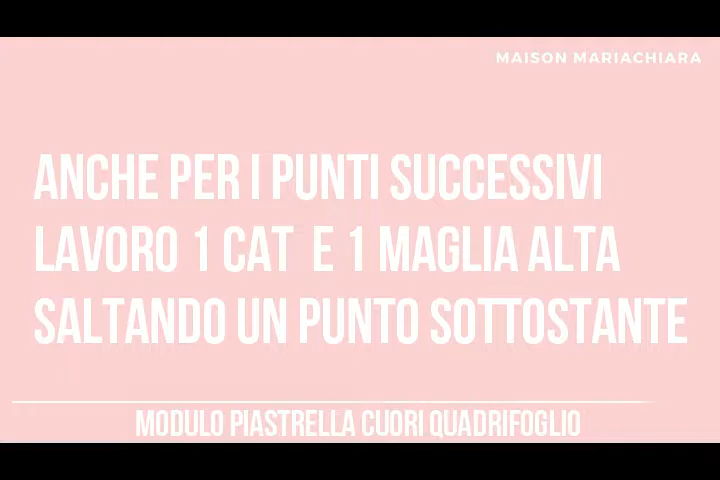 MAISON MARIACHIARA
ANCHE PER I PUNTI SUCCESSIVI
LAVORO 1 CAT E 1 MAGLIA ALTA
SALTANDO UN PUNTO SOTTOSTANTE
MODULO PIASTRELLA CUORI QUADRIFOGLIO